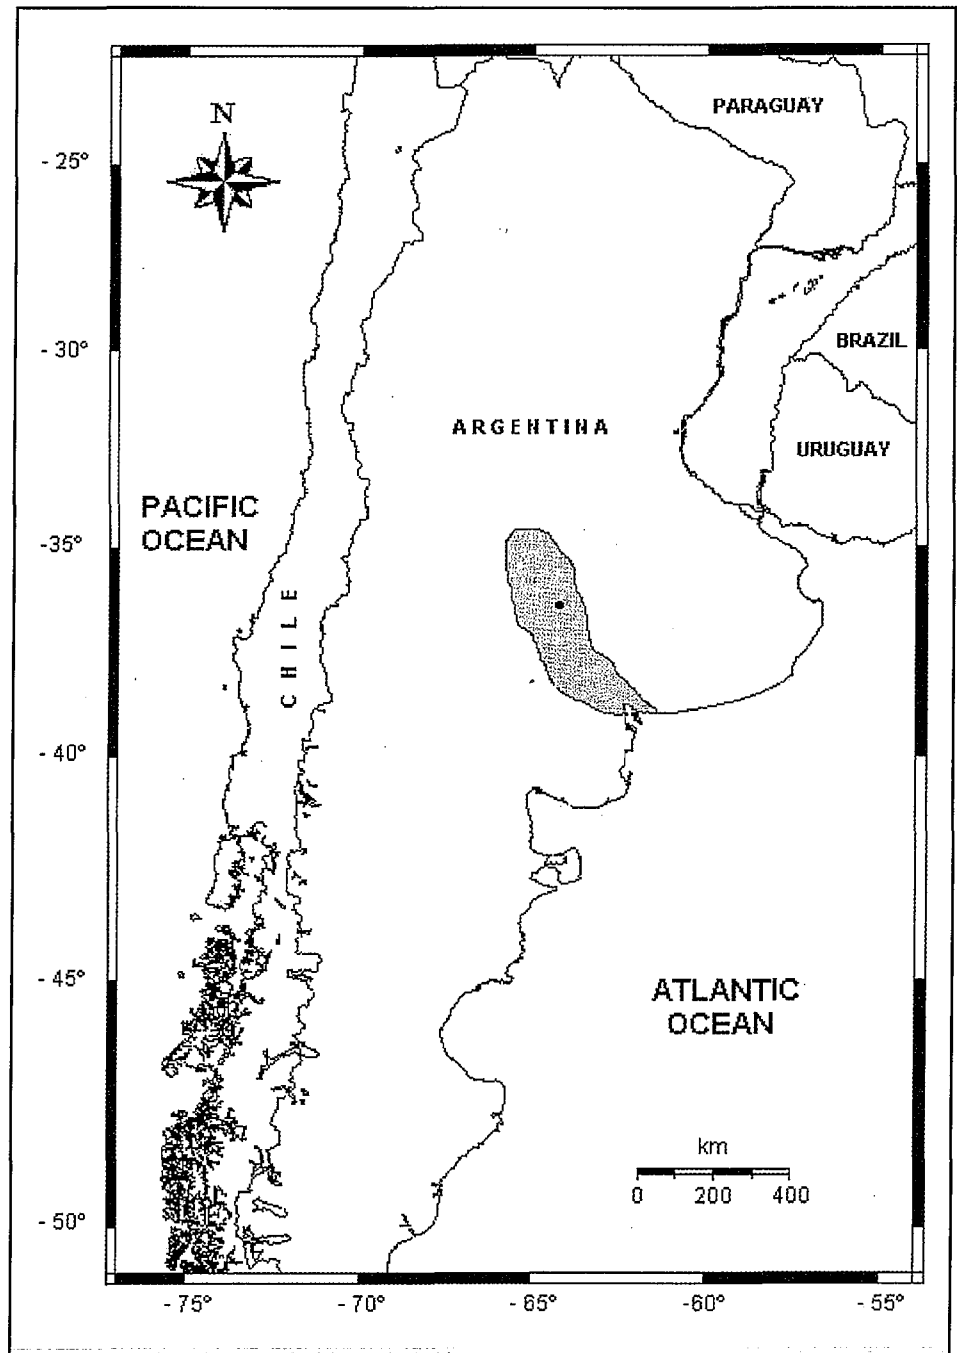 N
PARAGUAY
- 25°
- 30°
BRAZIL
ARGENTINA
URUGUAY
PACIFIC
OCEAN
-35°
CHILE
- 40°
- 45°
ATLANTIC
OCEAN
km
0 200 400
- 50°
- 75° - 70° - 65° -60° - 55°